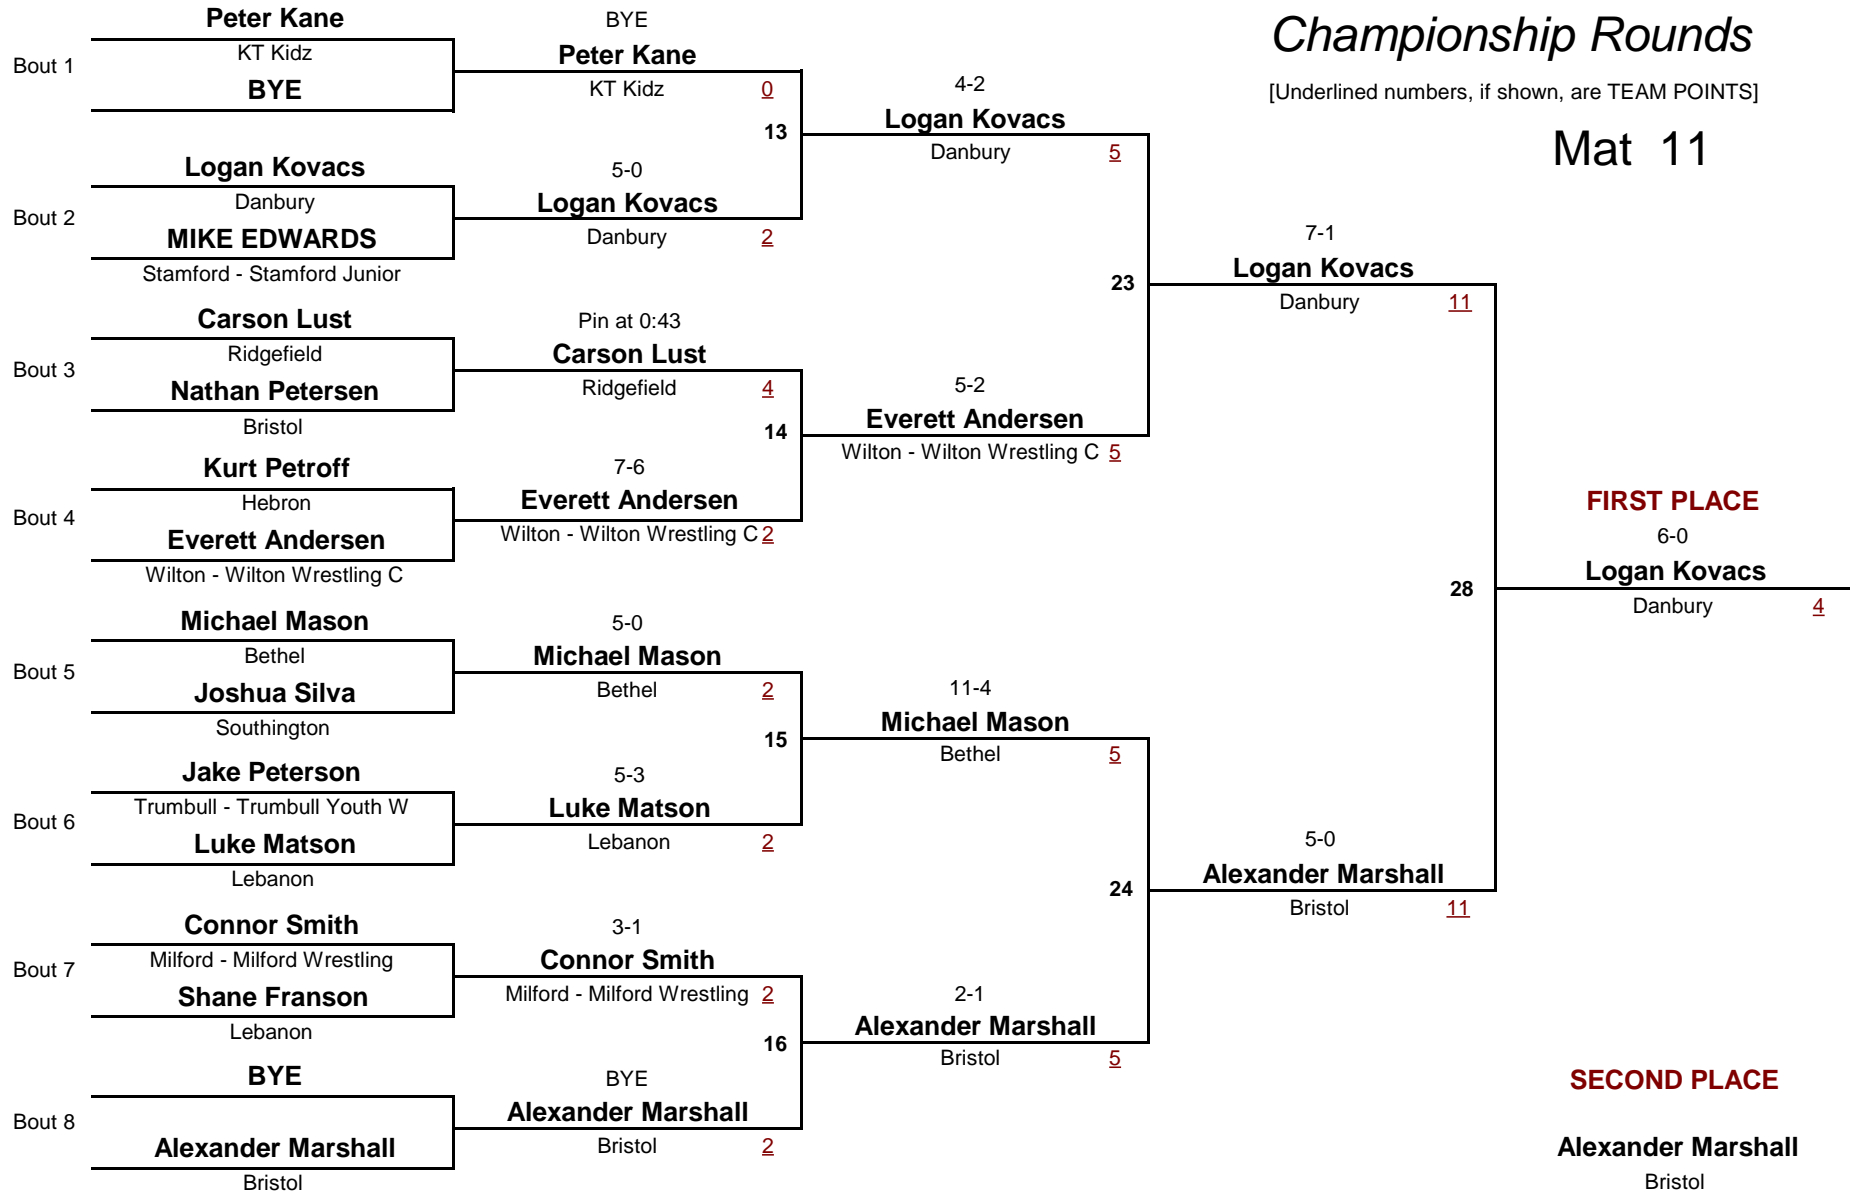 Championship Rounds
[Underlined numbers, if shown, are TEAM POINTS]
Mat 11
Bout 1
Peter Kane
KT Kidz
BYE
Bout 2
Logan Kovacs
Danbury
MIKE EDWARDS
Stamford - Stamford Junior
Bout 3
Carson Lust
Ridgefield
Nathan Petersen
Bristol
Bout 4
Kurt Petroff
Hebron
Everett Andersen
Wilton - Wilton Wrestling C
Bout 5
Michael Mason
Bethel
Joshua Silva
Southington
Bout 6
Jake Peterson
Trumbull - Trumbull Youth W
Luke Matson
Lebanon
Bout 7
Connor Smith
Milford - Milford Wrestling
Shane Franson
Lebanon
Bout 8
BYE
Alexander Marshall
Bristol
BYE
Peter Kane
KT Kidz 0
13
5-0
Logan Kovacs
Danbury 2
Pin at 0:43
Carson Lust
Ridgefield 4
14
7-6
Everett Andersen
Wilton - Wilton Wrestling C 2
5-0
Michael Mason
Bethel 2
15
5-3
Luke Matson
Lebanon 2
3-1
Connor Smith
Milford - Milford Wrestling 2
16
BYE
Alexander Marshall
Bristol 2
4-2
Logan Kovacs
Danbury 5
23
5-2
Everett Andersen
Wilton - Wilton Wrestling C 5
11-4
Michael Mason
Bethel 5
24
2-1
Alexander Marshall
Bristol 5
7-1
Logan Kovacs
Danbury 11
28
5-0
Alexander Marshall
Bristol 11
FIRST PLACE
6-0
Logan Kovacs
Danbury 4
SECOND PLACE
Alexander Marshall
Bristol